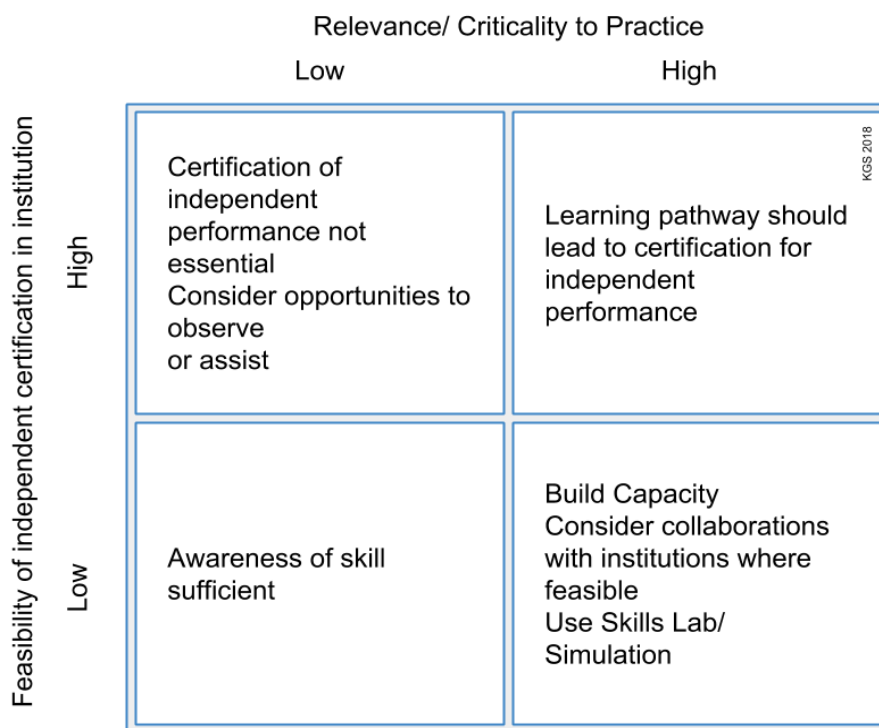 Relevance/ Criticality to Practice
Low
High
Feasibility of independent certification in institution
High
Certification of
independent
performance not
essential
Consider opportunities to
observe
or assist
Learning pathway should
lead to certification for
independent
performance
KGS 2018
Low
Awareness of skill
sufficient
Build Capacity
Consider collaborations
with institutions where
feasible
Use Skills Lab/
Simulation